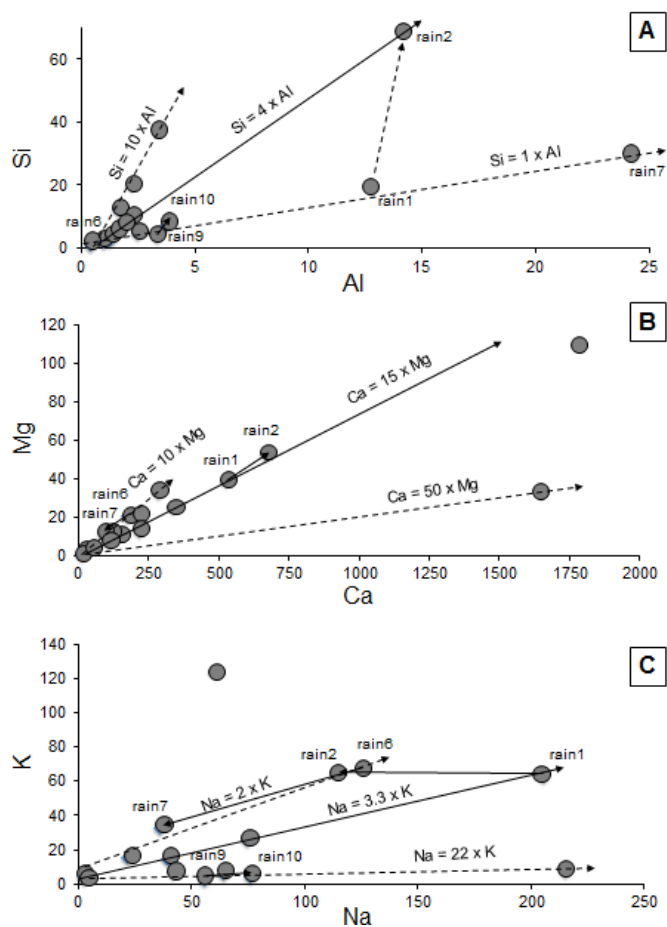 A
60
40
20
0
Si
Si = 10 x Al
Si = 4 x Al
rain2
Si = 1 x Al
rain7
rain10
rain6
rain1
rain9
0
5
10
15
20
25
Al
B
120
100
80
60
40
20
0
Mg
Ca = 15 x Mg
Ca = 10 x Mg
rain2
rain1
rain6
rain7
Ca = 50 x Mg
0
250
500
750
1000
1250
1500
1750
2000
Ca
C
140
120
100
80
60
40
20
0
K
rain2
rain6
rain1
rain7
Na = 2 x K
Na = 3.3 x K
rain9
rain10
Na = 22 x K
0
50
100
150
200
250
Na